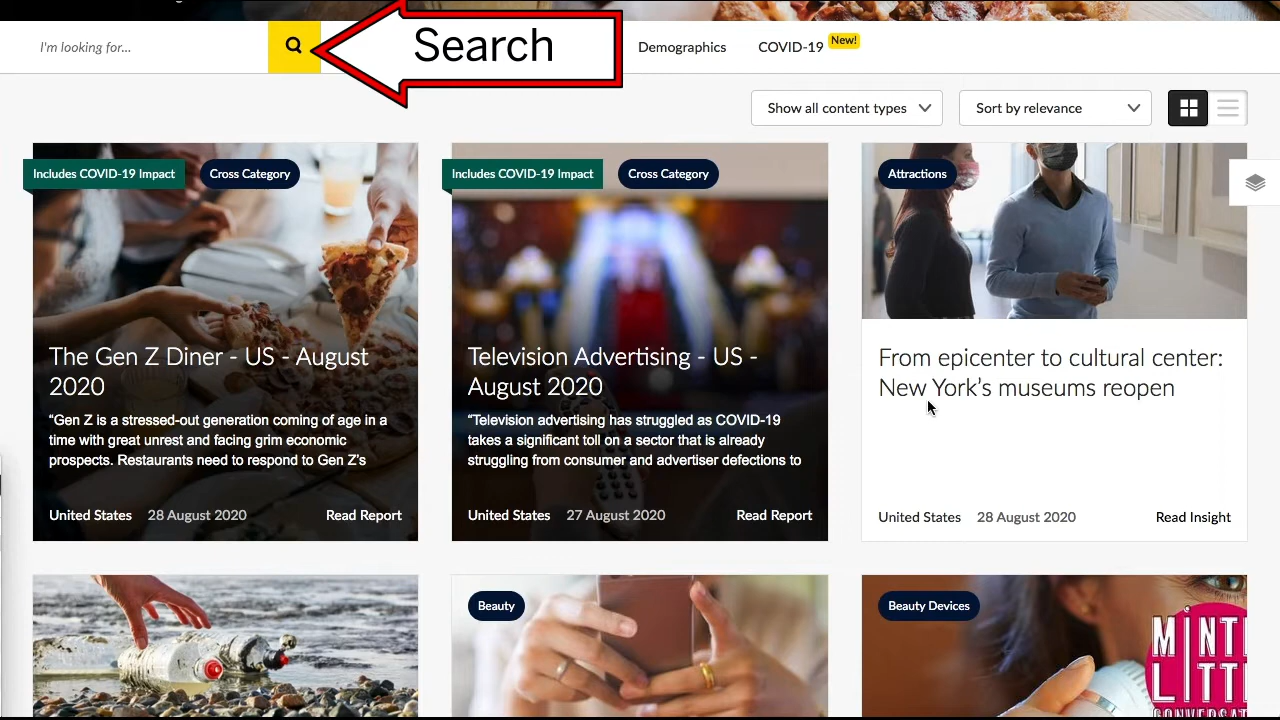 I'm looking for...
Search
Demographics
COVID-19
New!
Show all content types
Sort by relevance
Includes COVID-19 Impact
Cross Category
The Gen Z Diner - US - August
2020
“Gen Z is a stressed-out generation coming of age in a
time with great unrest and facing grim economic
prospects. Restaurants need to respond to Gen Z’s
United States 28 August 2020 Read Report
Includes COVID-19 Impact
Cross Category
Television Advertising - US -
August 2020
“Television advertising has struggled as COVID-19
takes a significant toll on a sector that is already
struggling from consumer and advertiser defections to
United States 27 August 2020 Read Report
Attractions
From epicenter to cultural center:
New York’s museums reopen
United States 28 August 2020 Read Insight
Beauty
Beauty Devices
MINT
LITT
CONVERSAT